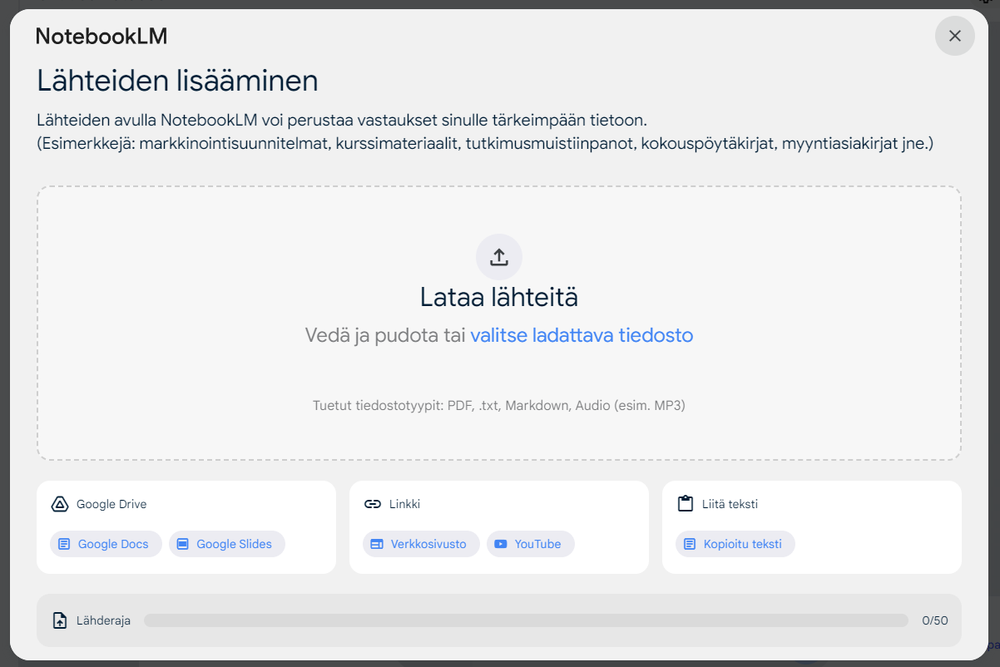 NotebookLM
Lähteiden lisääminen
Lähteiden avulla NotebookLM voi perustaa vastaukset sinulle tärkeimpään tietoon.
(Esimerkkejä: markkinointisuunnitelmat, kurssimateriaalit, tutkimusmuistiinpanot, kokouspöytäkirjat, myyntiasiakirjat jne.)
Lataa lähteitä
Vedä ja pudota tai valitse ladattava tiedosto
Tuetut tiedostotyypit: PDF, .txt, Markdown, Audio (esim. MP3)
Google Drive
Google Docs Google Slides
Linkki
Verkkosivusto YouTube
Liitä teksti
Kopioitu teksti
Lähderaja 0/50